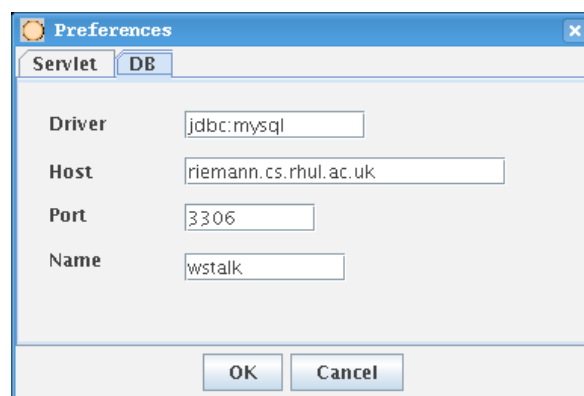 Preferences
Servlet DB
Driver jdbc:mysql
Host riemann.cs.rhul.ac.uk
Port 3306
Name wstalk
OK Cancel